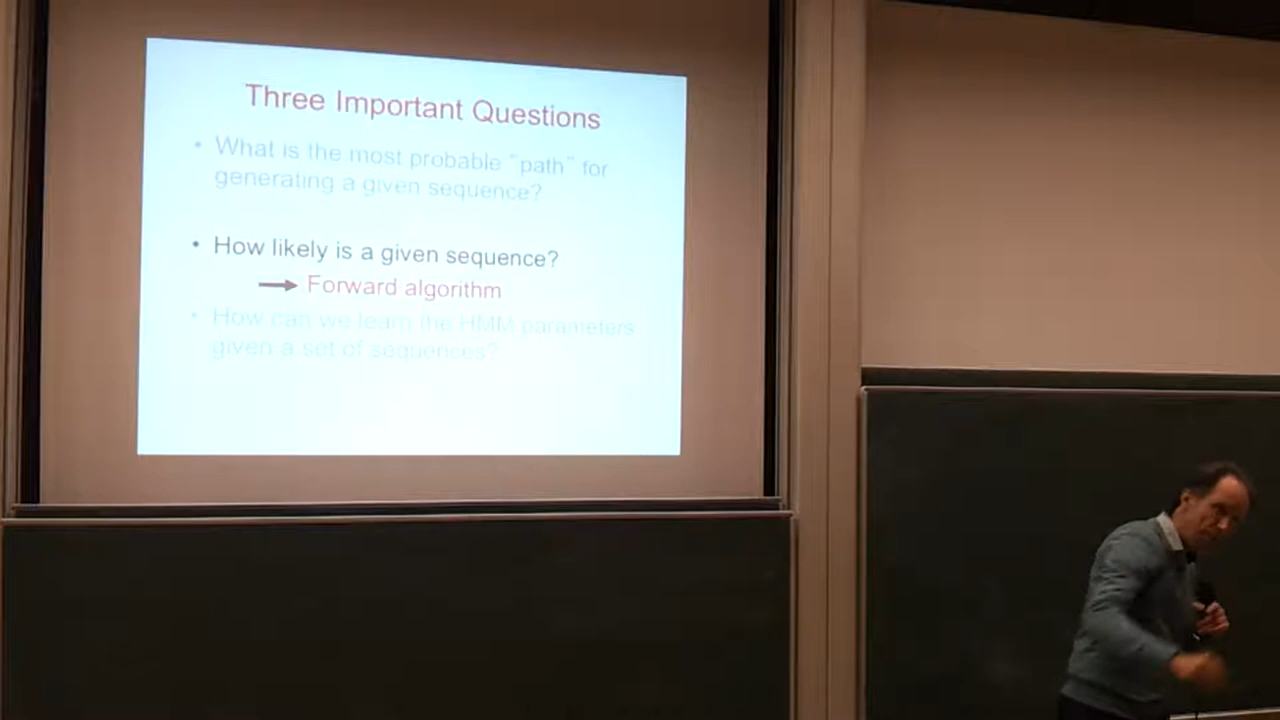 Three Important Questions
• What is the most probable "path" for
generating a given sequence?
• How likely is a given sequence?
Forward algorithm
• How can we learn the HMM parameters
given a set of sequences?